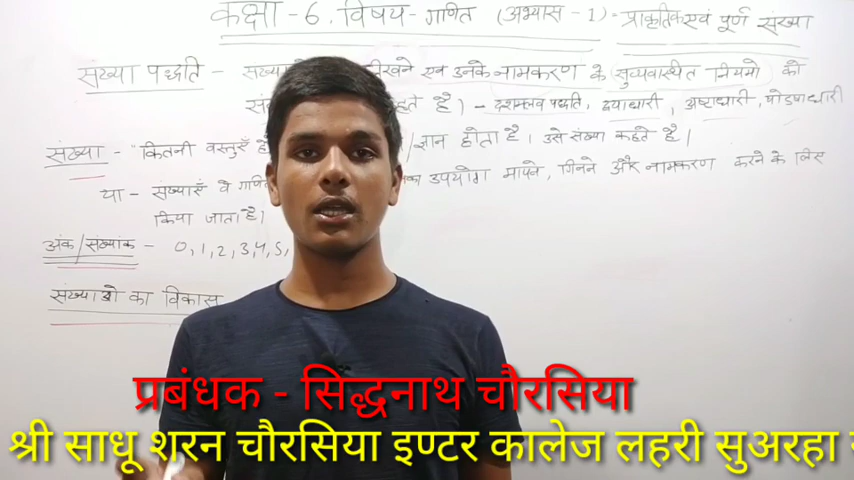 कक्षा - 6. विषय - गणित (अभ्यास - 1) - प्राकृतिक एवं पूर्ण संख्या
संख्या पद्धति - लिखने एवं उनके नामकरण के सुव्यवस्थित नियमों को
कहते हैं) - दशमलव पद्धति, द्वयाधारी, अष्टाधारी, षोडषाधारी
संख्या - "कितनी वस्तुएँ ज्ञान होता है, उसे संख्या कहते हैं|
या - संख्याएँ वे उपयोग मापने, गिनने और नामकरण करने के लिए
किया जाता है|
अंक/संख्यांक - 0, 1, 2, 3, 4, 5,
संख्याओं का विकास
प्रबंधक - सिद्धनाथ चौरसिया
श्री साधू शरन चौरसिया इण्टर कालेज लहरी सुअरहा